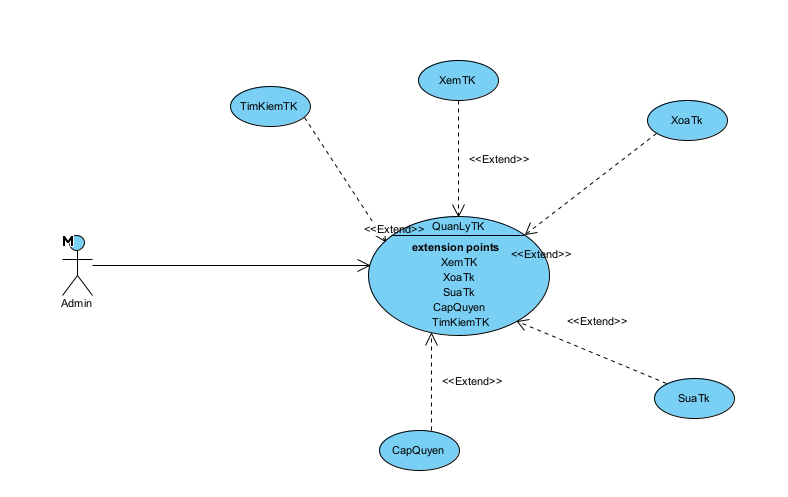 XemTK
TimKiemTK
XoaTk
<<Extend>>
<<Extend>>
QuanLyTK
<<Extend>>
extension points
XemTK
XoaTk
SuaTk
CapQuyen
TimKiemTK
M
Admin
<<Extend>>
<<Extend>>
SuaTk
CapQuyen